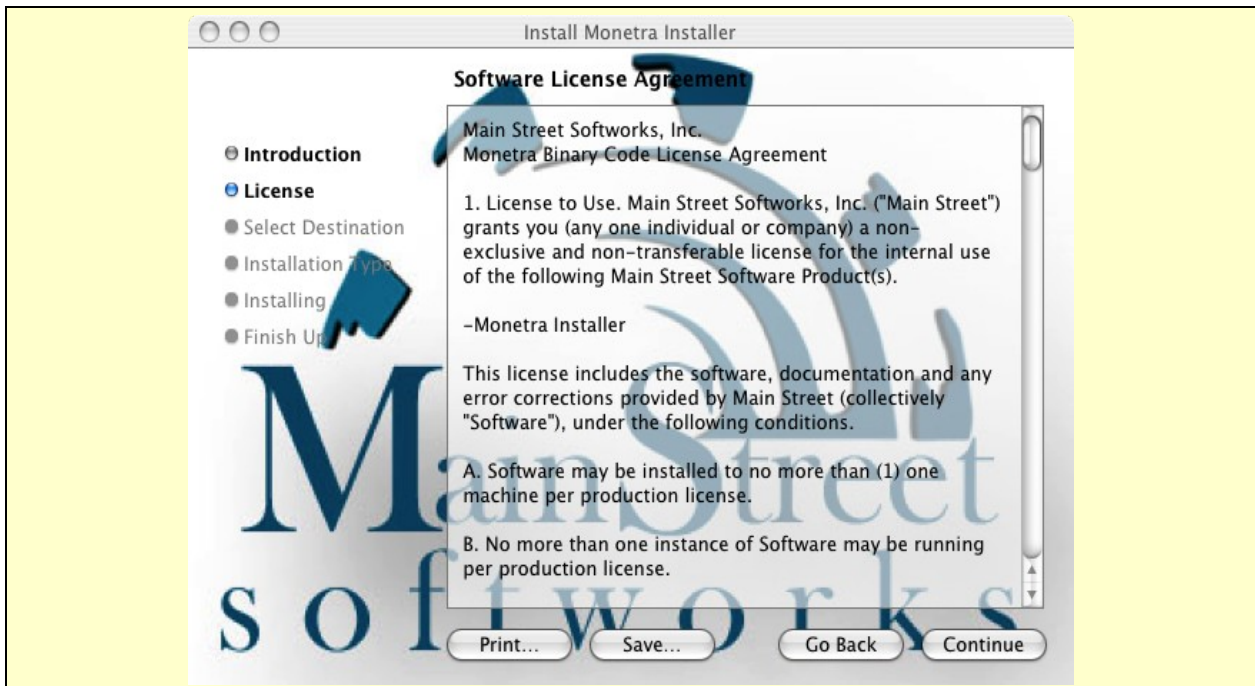 Install Monetra Installer
Software License Agreement
Introduction
License
Select Destination
Installation Type
Installing
Finish Up
Main Street Softworks, Inc.
Monetra Binary Code License Agreement
1. License to Use. Main Street Softworks, Inc. ("Main Street")
grants you (any one individual or company) a non-
exclusive and non-transferable license for the internal use
of the following Main Street Software Product(s).
-Monetra Installer
This license includes the software, documentation and any
error corrections provided by Main Street (collectively
"Software"), under the following conditions.
A. Software may be installed to no more than (1) one
machine per production license.
B. No more than one instance of Software may be running
per production license.
MainStreet
softworks
Print...
Save...
Go Back
Continue